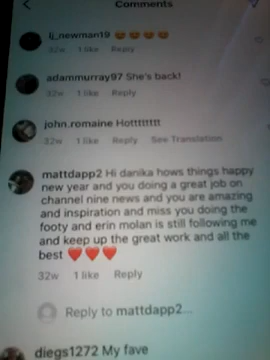 Comments
lj_newman19 😍😍😍😍
32w 1 like Reply
adammurray97 She's back!
32w 1 like Reply
john.romaine Hotttttttt
32w 1 like Reply See Translation
mattdapp2 Hi danika hows things happy
new year and you doing a great job on
channel nine news and you are amazing
and inspiration and miss you doing the
footy and erin molan is still following me
and keep up the great work and all the
best ❤️❤️❤️
32w 1 like Reply
Reply to mattdapp2...
diegs1272 My fave